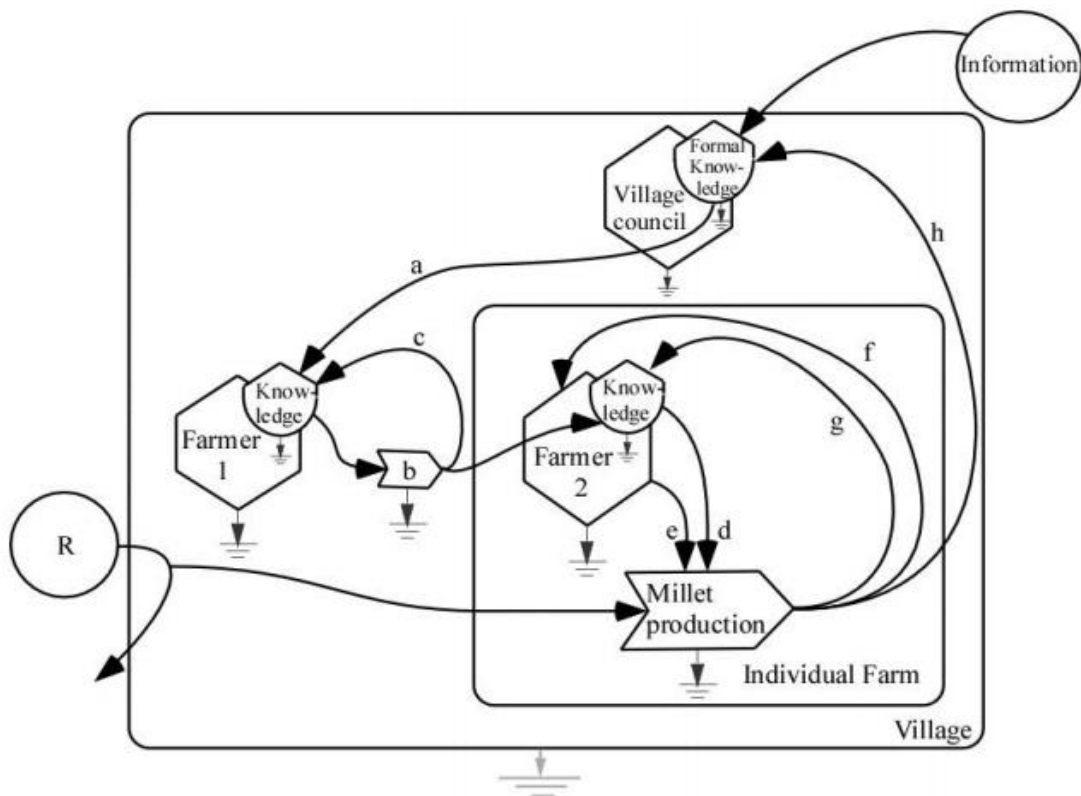 Information
Formal
Know-
ledge
Village
council
h
a
c
f
Know-
ledge
Know-
ledge
g
Farmer
1
b
Farmer
2
e
d
R
Millet
production
Individual Farm
Village